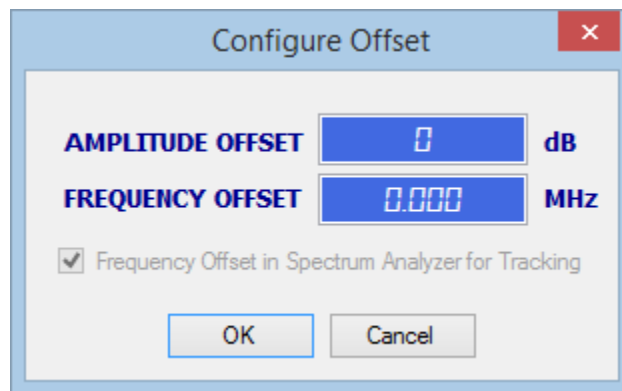 Configure Offset
AMPLITUDE OFFSET 0 dB
FREQUENCY OFFSET 0.000 MHz
Frequency Offset in Spectrum Analyzer for Tracking
OK Cancel